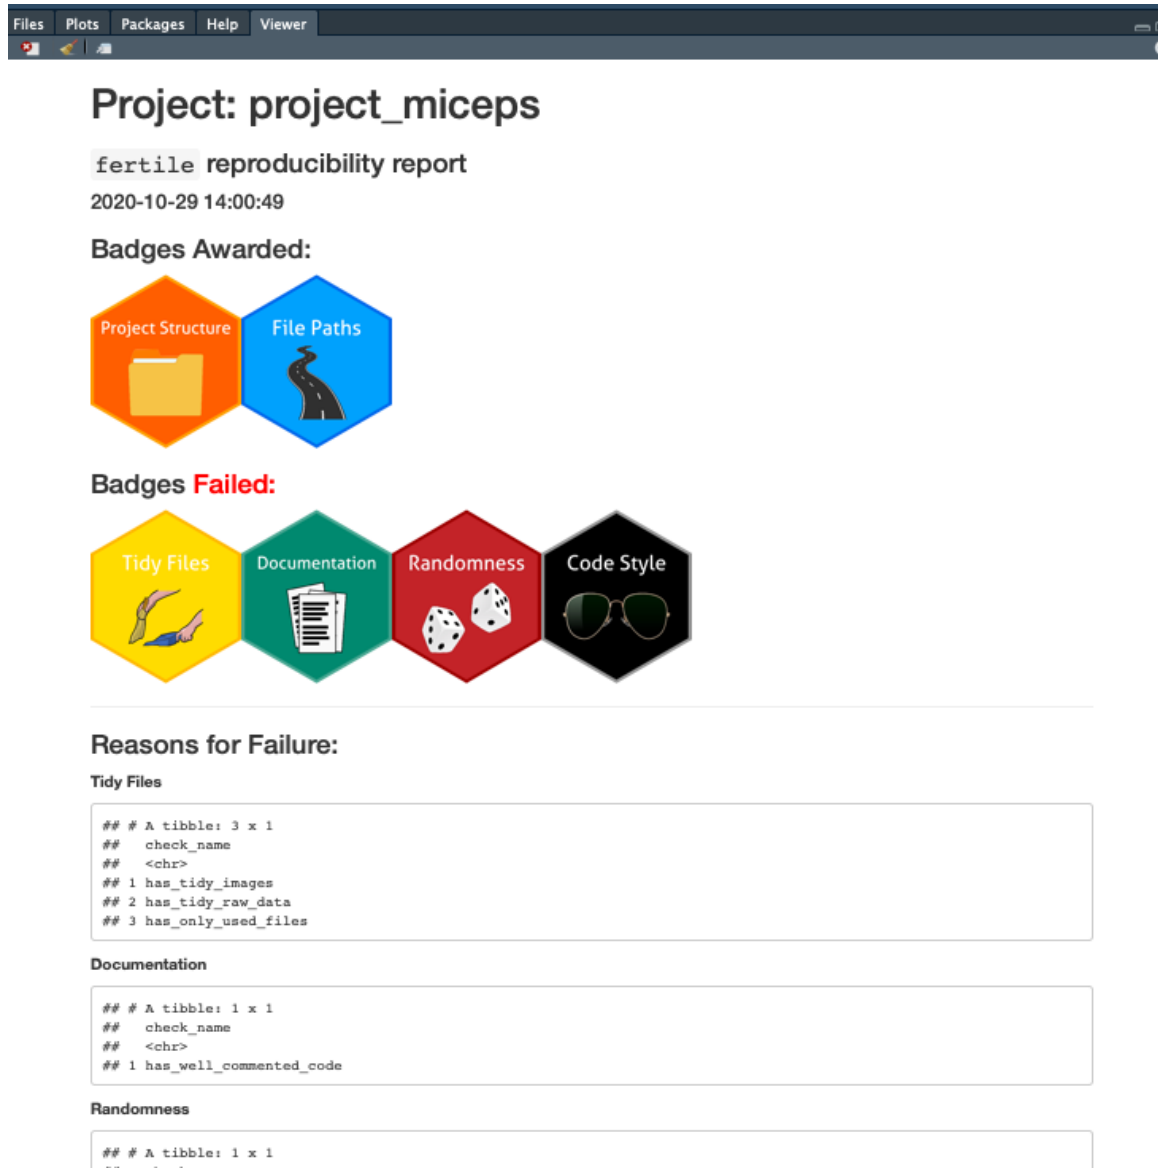 Files Plots Packages Help Viewer
Project: project_miceps
fertile reproducibility report
2020-10-29 14:00:49
Badges Awarded:
Project Structure File Paths
Badges Failed:
Tidy Files Documentation Randomness Code Style
Reasons for Failure:
Tidy Files
## # A tibble: 3 x 1
##   check_name
##   <chr>
## 1 has_tidy_images
## 2 has_tidy_raw_data
## 3 has_only_used_files
Documentation
## # A tibble: 1 x 1
##   check_name
##   <chr>
## 1 has_well_commented_code
Randomness
## # A tibble: 1 x 1